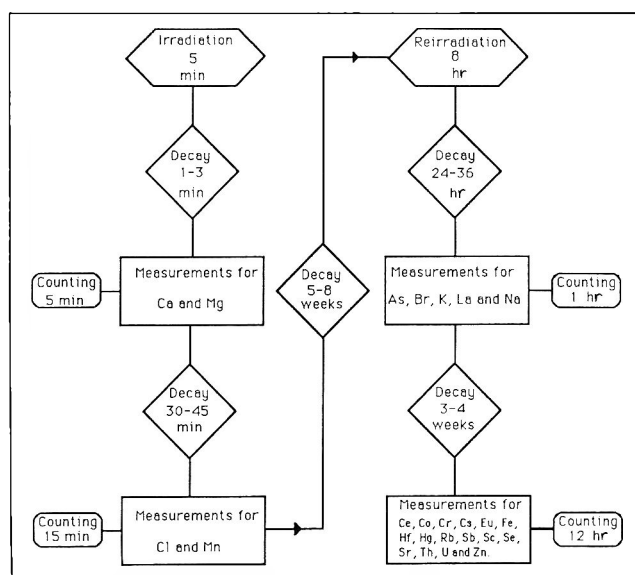 Irradiation
5
min
Decay
1-3
min
Counting
5 min
Measurements for
Ca and Mg
Decay
30-45
min
Counting
15 min
Measurements for
Cl and Mn
Decay
5-8
weeks
Reirradiation
8
hr
Decay
24-36
hr
Measurements for
As, Br, K, La and Na
Counting
1 hr
Decay
3-4
weeks
Measurements for
Ce, Co, Cr, Cs, Eu, Fe,
Hf, Hg, Rb, Sb, Sc, Se,
Sr, Th, U and Zn.
Counting
12 hr